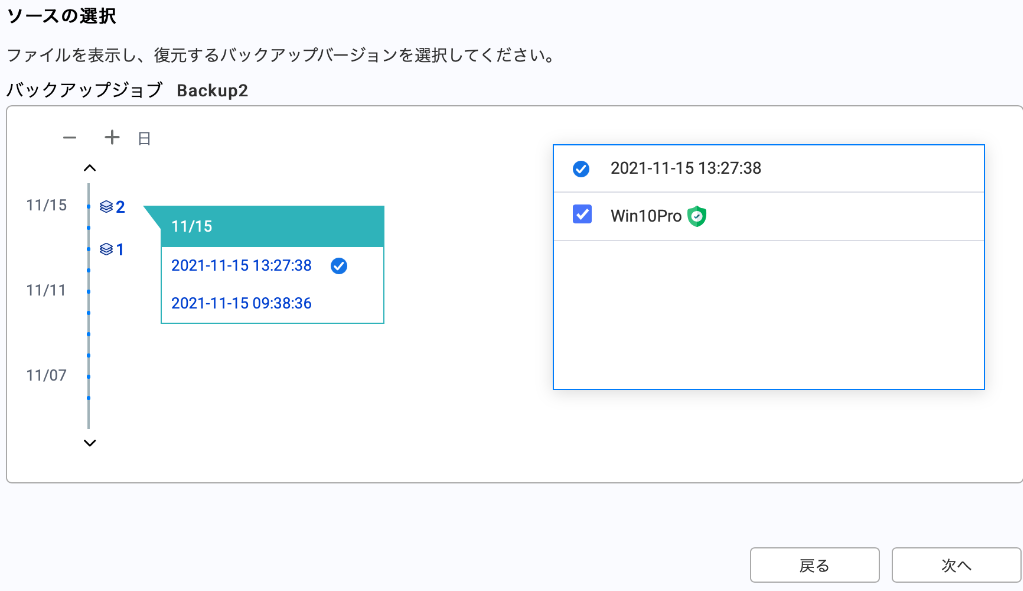 ソースの選択
ファイルを表示し、復元するバックアップバージョンを選択してください。
バックアップジョブ Backup2
− + 日
11/15
2
1
11/11
11/07
11/15
2021-11-15 13:27:38
2021-11-15 09:38:36
2021-11-15 13:27:38
Win10Pro
戻る
次へ